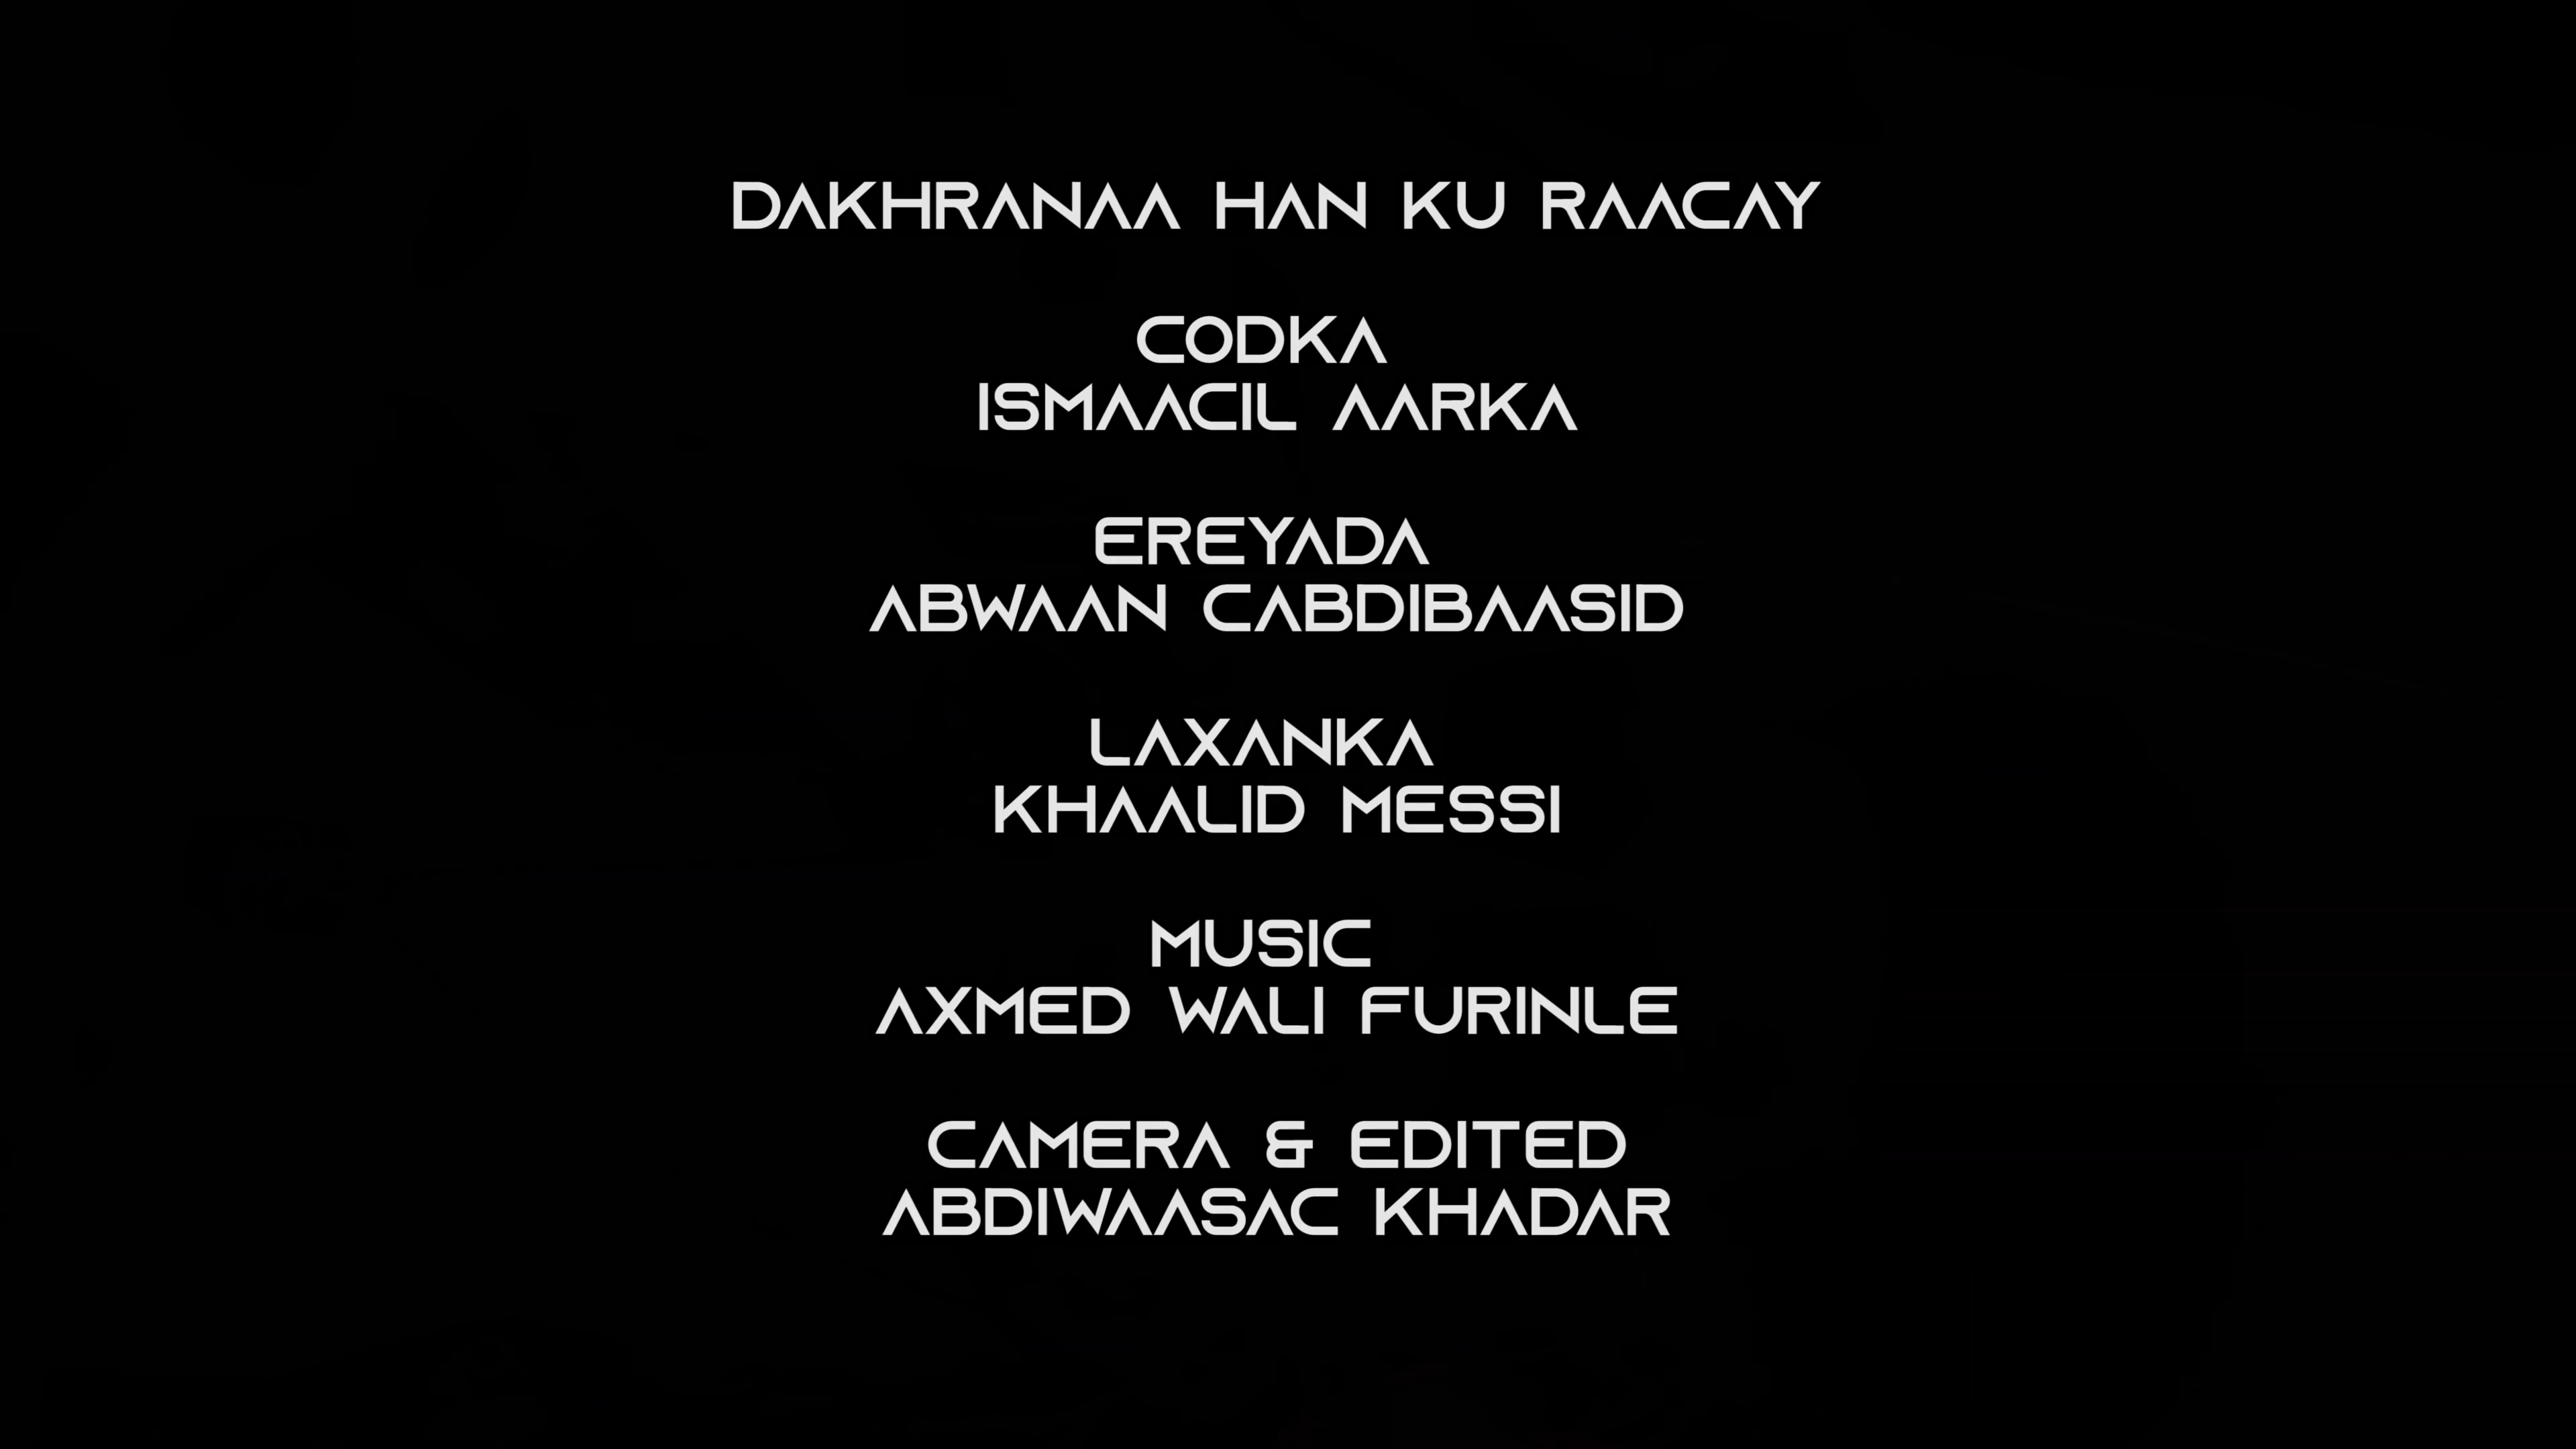 DAKHRANAA HAN KU RAACAY
CODKA
ISMAACIL AARKA
EREYADA
ABWAAN CABDIBAASID
LAXANKA
KHAALID MESSI
MUSIC
AXMED WALI FURINLE
CAMERA & EDITED
ABDIWAASAC KHADAR